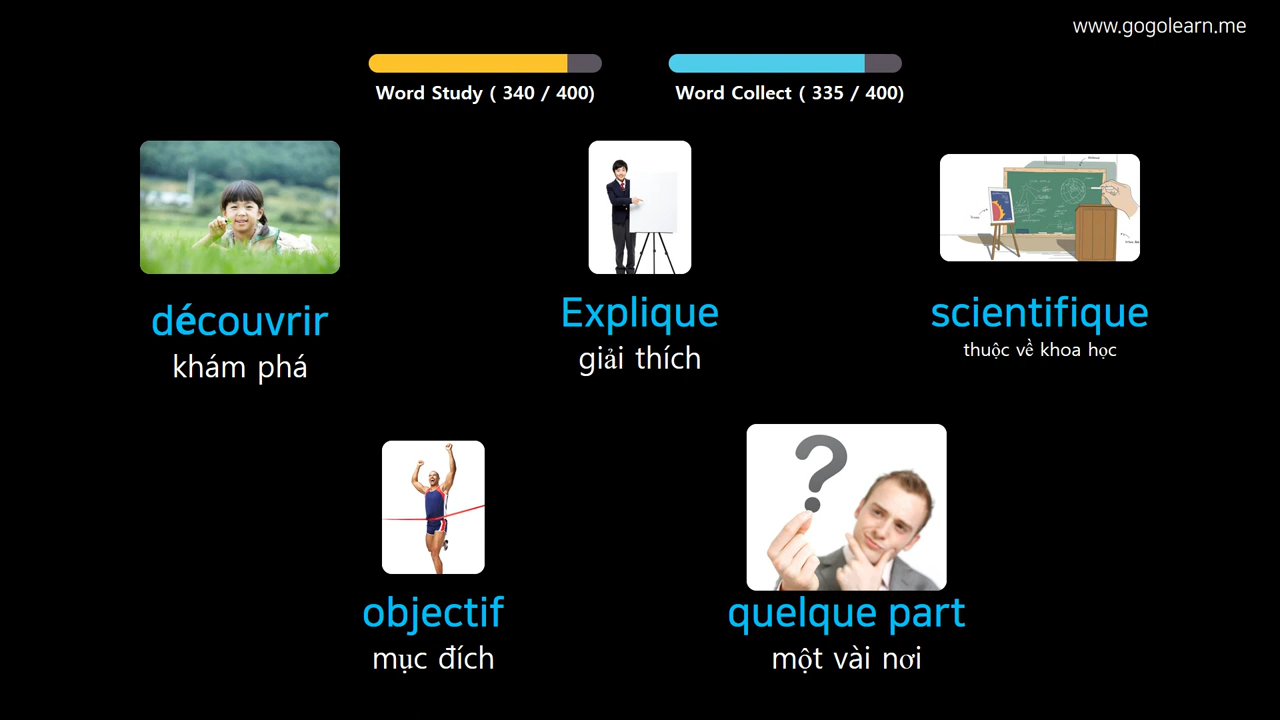 www.gogolearn.me
Word Study ( 340 / 400)
Word Collect ( 335 / 400)
découvrir
khám phá
Explique
giải thích
scientifique
thuộc về khoa học
objectif
mục đích
quelque part
một vài nơi